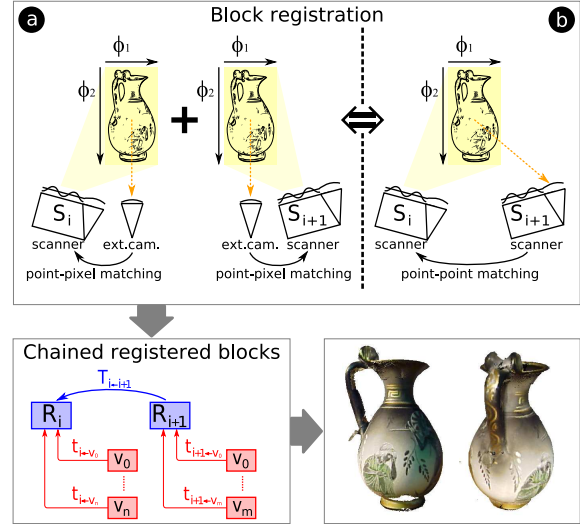 Block registration
a
b
ϕ1
ϕ2
ϕ1
ϕ2
ϕ1
ϕ2
+
Si
Si+1
Si
Si+1
scanner
ext.cam.
ext.cam.
scanner
scanner
scanner
point-pixel matching
point-pixel matching
point-point matching
Chained registered blocks
Ti←i+1
Ri
Ri+1
ti←v0
v0
ti+1←v0
v0
ti←vn
vn
ti+1←vm
vm